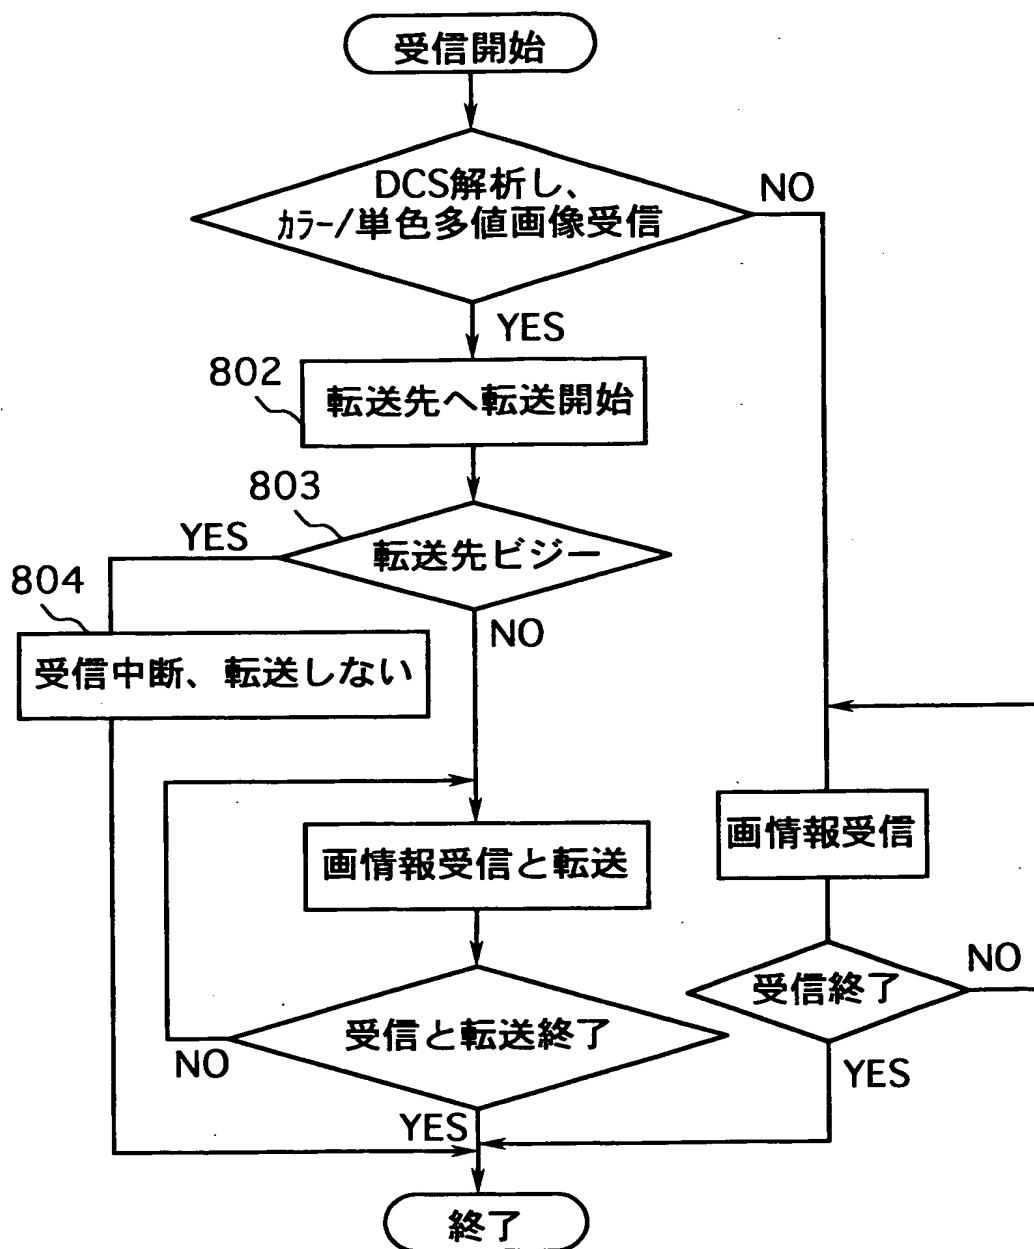 受信開始
DCS解析し、
カラー/単色多値画像受信
NO
YES
802
転送先へ転送開始
803
YES
転送先ビジー
804
NO
受信中断、転送しない
画情報受信
画情報受信と転送
NO
受信終了
受信と転送終了
NO
YES
YES
終了